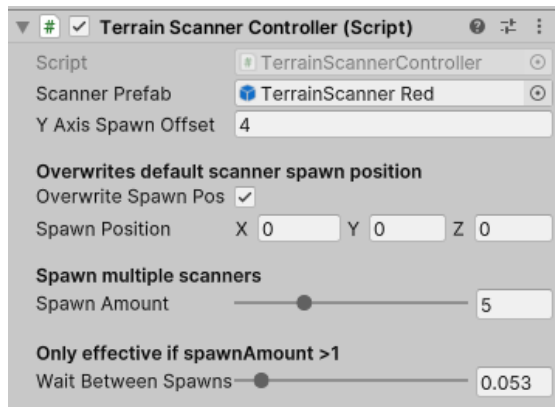 # Terrain Scanner Controller (Script)
Script # TerrainScannerController
Scanner Prefab TerrainScanner Red
Y Axis Spawn Offset 4
Overwrites default scanner spawn position
Overwrite Spawn Pos
Spawn Position X 0 Y 0 Z 0
Spawn multiple scanners
Spawn Amount 5
Only effective if spawnAmount >1
Wait Between Spawns 0.053